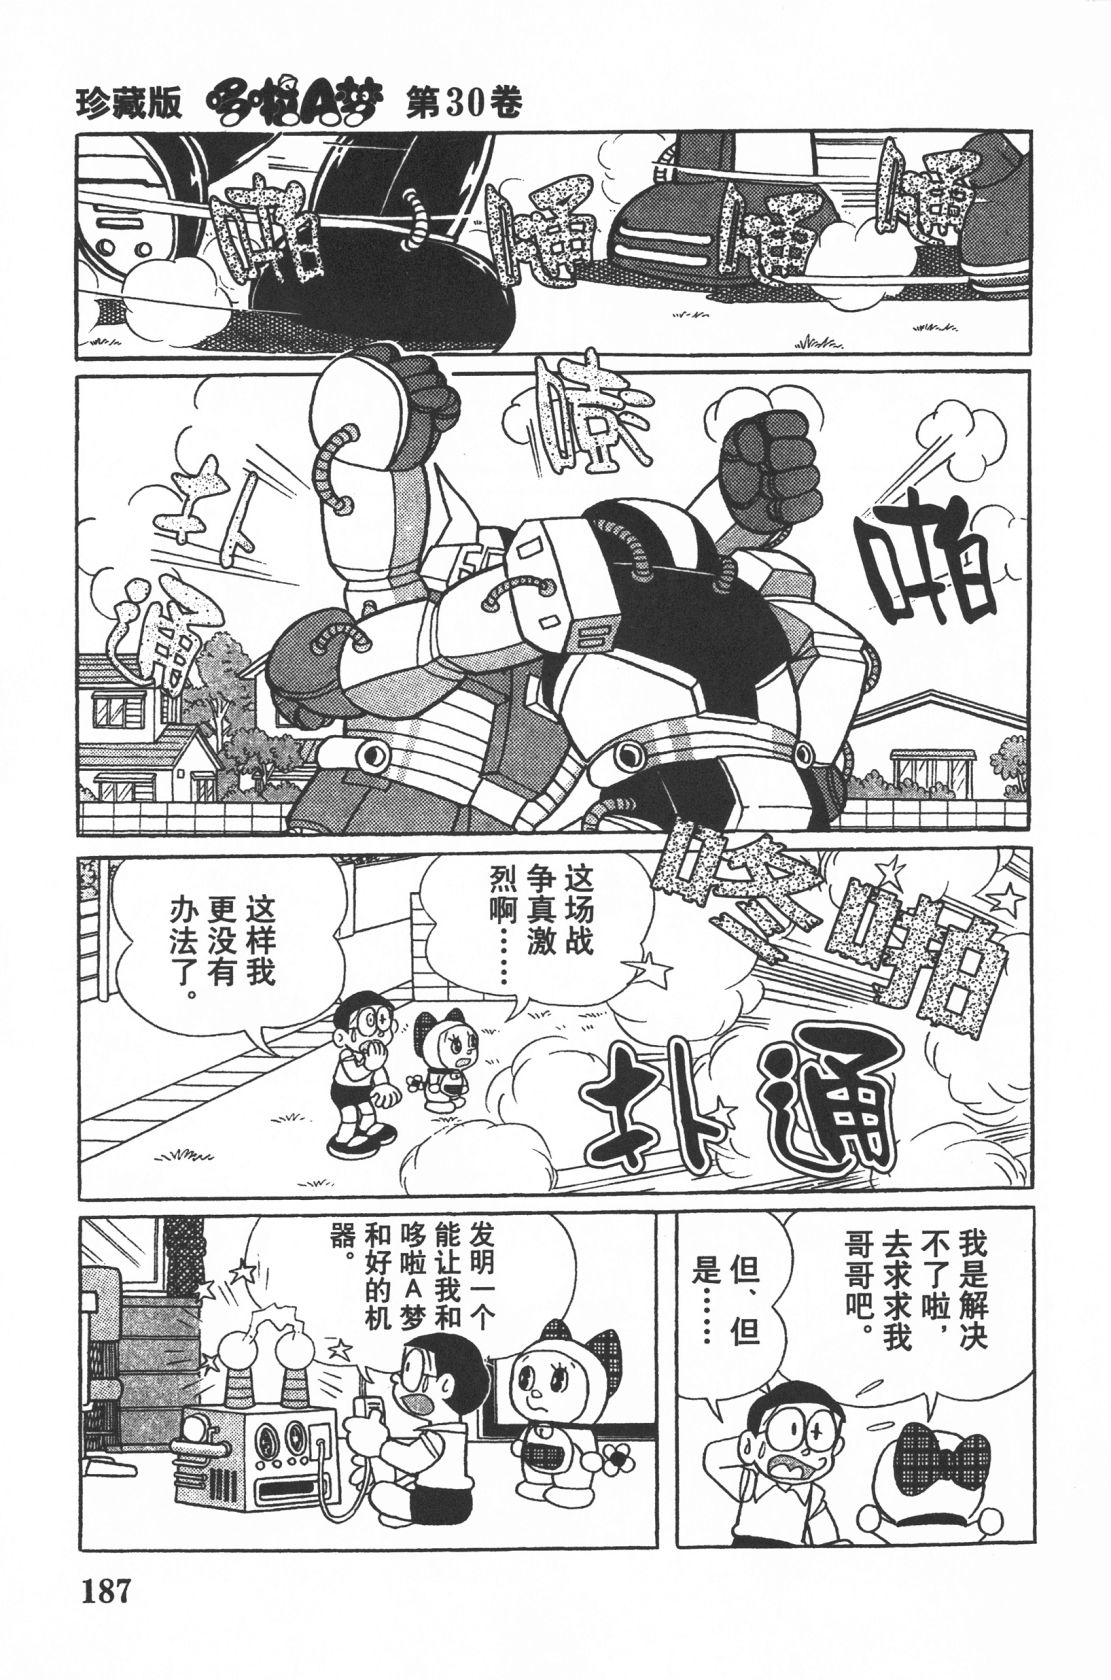 珍藏版 哆啦A梦 第30卷
啪
嗵
嗵
嗵
喳
啪
这场战
争真激
烈啊……
这样我
更没有
办法了。
咚
啪
扑通
我是解决
不了啦，
去求求我
哥哥吧。
但、但
是……
发明一个
能让我和
哆啦A梦
和好的机
器。
187